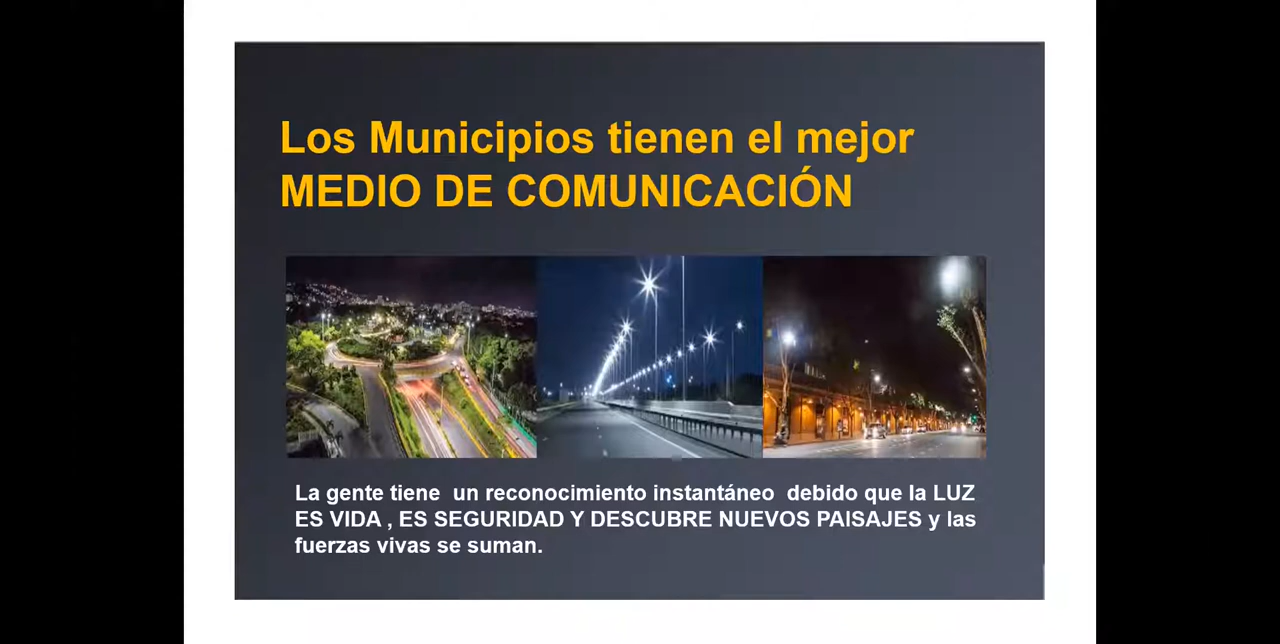 Los Municipios tienen el mejor
MEDIO DE COMUNICACIÓN
La gente tiene  un reconocimiento instantáneo  debido que la LUZ
ES VIDA , ES SEGURIDAD Y DESCUBRE NUEVOS PAISAJES y las
fuerzas vivas se suman.